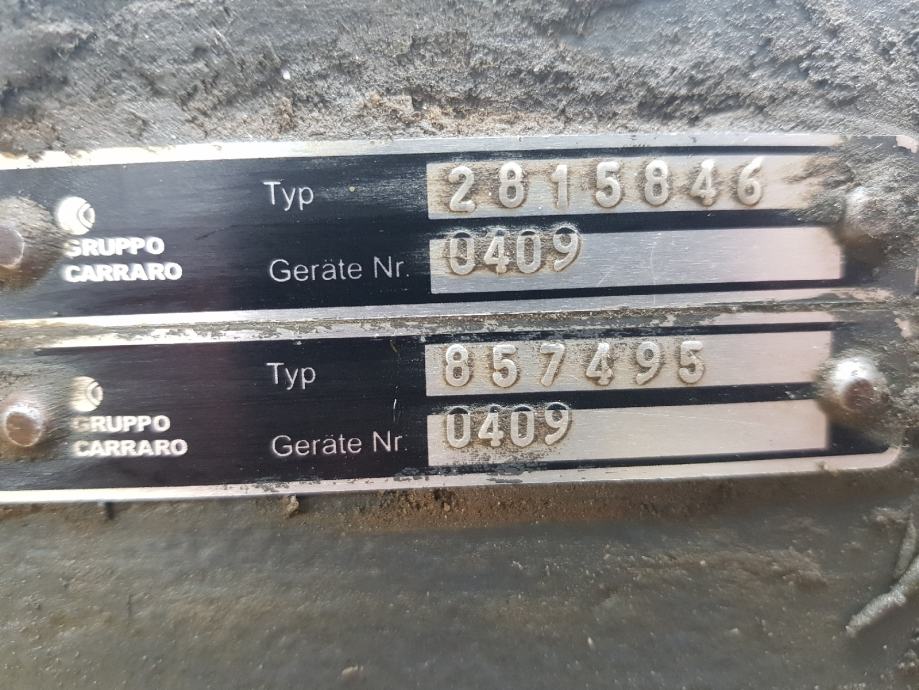 Typ 2815846
GRUPPO
CARRARO
Geräte Nr. 0409
Typ 857495
GRUPPO
CARRARO
Geräte Nr 0409